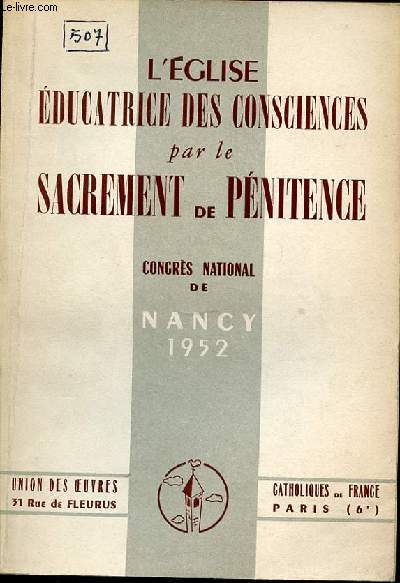 le-livre.com
507
L'ÉGLISE
ÉDUCATRICE DES CONSCIENCES
par le
SACREMENT DE PÉNITENCE
CONGRÈS NATIONAL
DE
NANCY
1952
UNION DES ŒUVRES
31 Rue de FLEURUS
CATHOLIQUES DE FRANCE
PARIS (6e)